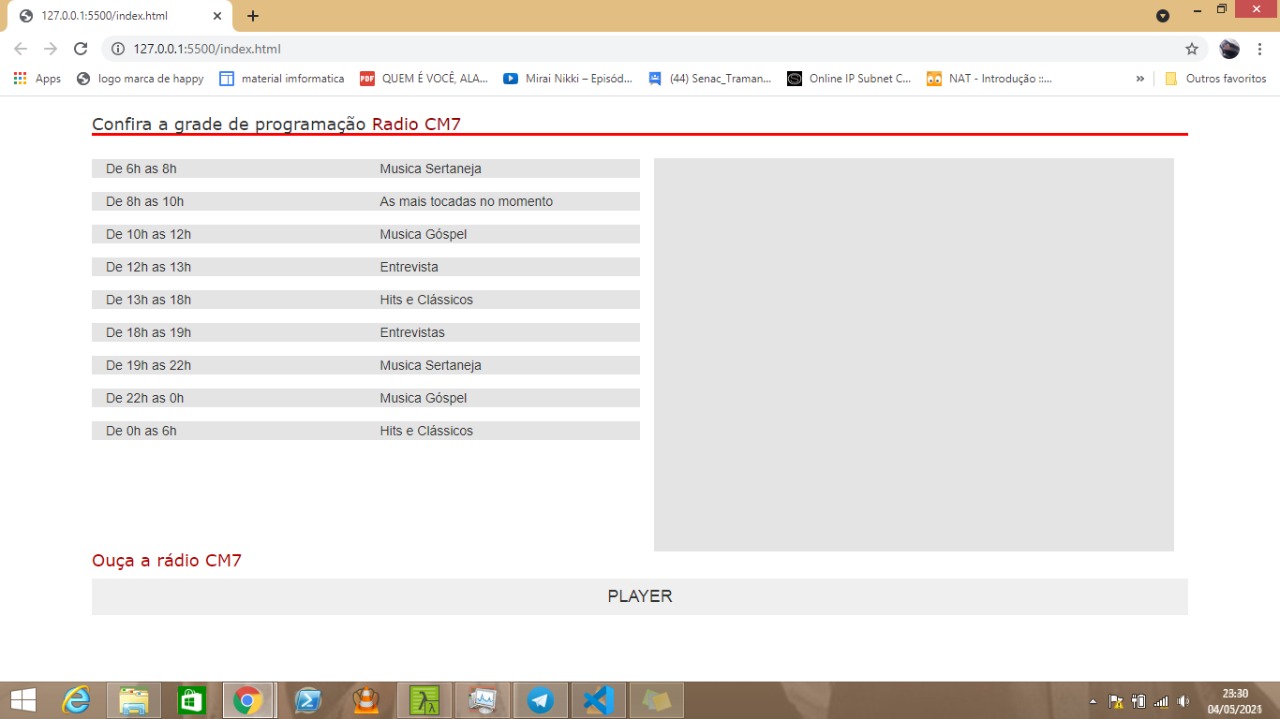 127.0.0.1:5500/index.html
127.0.0.1:5500/index.html
Apps logo marca de happy material informatica QUEM É VOCÊ, ALA... Mirai Nikki – Episód... (44) Senac_Traman... Online IP Subnet C... NAT - Introdução ::... » Outros favoritos
Confira a grade de programação Radio CM7
De 6h as 8h Musica Sertaneja
De 8h as 10h As mais tocadas no momento
De 10h as 12h Musica Góspel
De 12h as 13h Entrevista
De 13h as 18h Hits e Clássicos
De 18h as 19h Entrevistas
De 19h as 22h Musica Sertaneja
De 22h as 0h Musica Góspel
De 0h as 6h Hits e Clássicos
Ouça a rádio CM7
PLAYER
23:30
04/05/2021